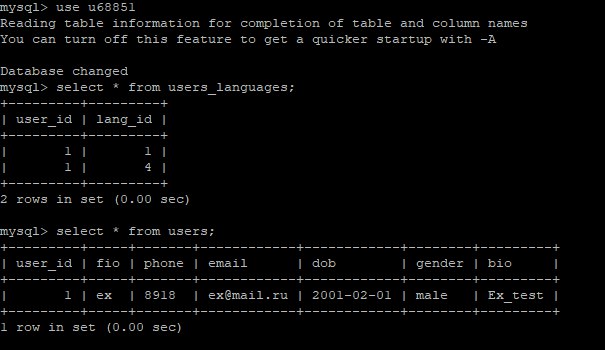 mysql> use u68851
Reading table information for completion of table and column names
You can turn off this feature to get a quicker startup with -A

Database changed
mysql> select * from users_languages;
+---------+---------+
| user_id | lang_id |
+---------+---------+
|       1 |       1 |
|       1 |       4 |
+---------+---------+
2 rows in set (0.00 sec)

mysql> select * from users;
+---------+-----+-------+------------+------------+--------+---------+
| user_id | fio | phone | email      | dob        | gender | bio     |
+---------+-----+-------+------------+------------+--------+---------+
|       1 | ex  | 8918  | ex@mail.ru | 2001-02-01 | male   | Ex_test |
+---------+-----+-------+------------+------------+--------+---------+
1 row in set (0.00 sec)